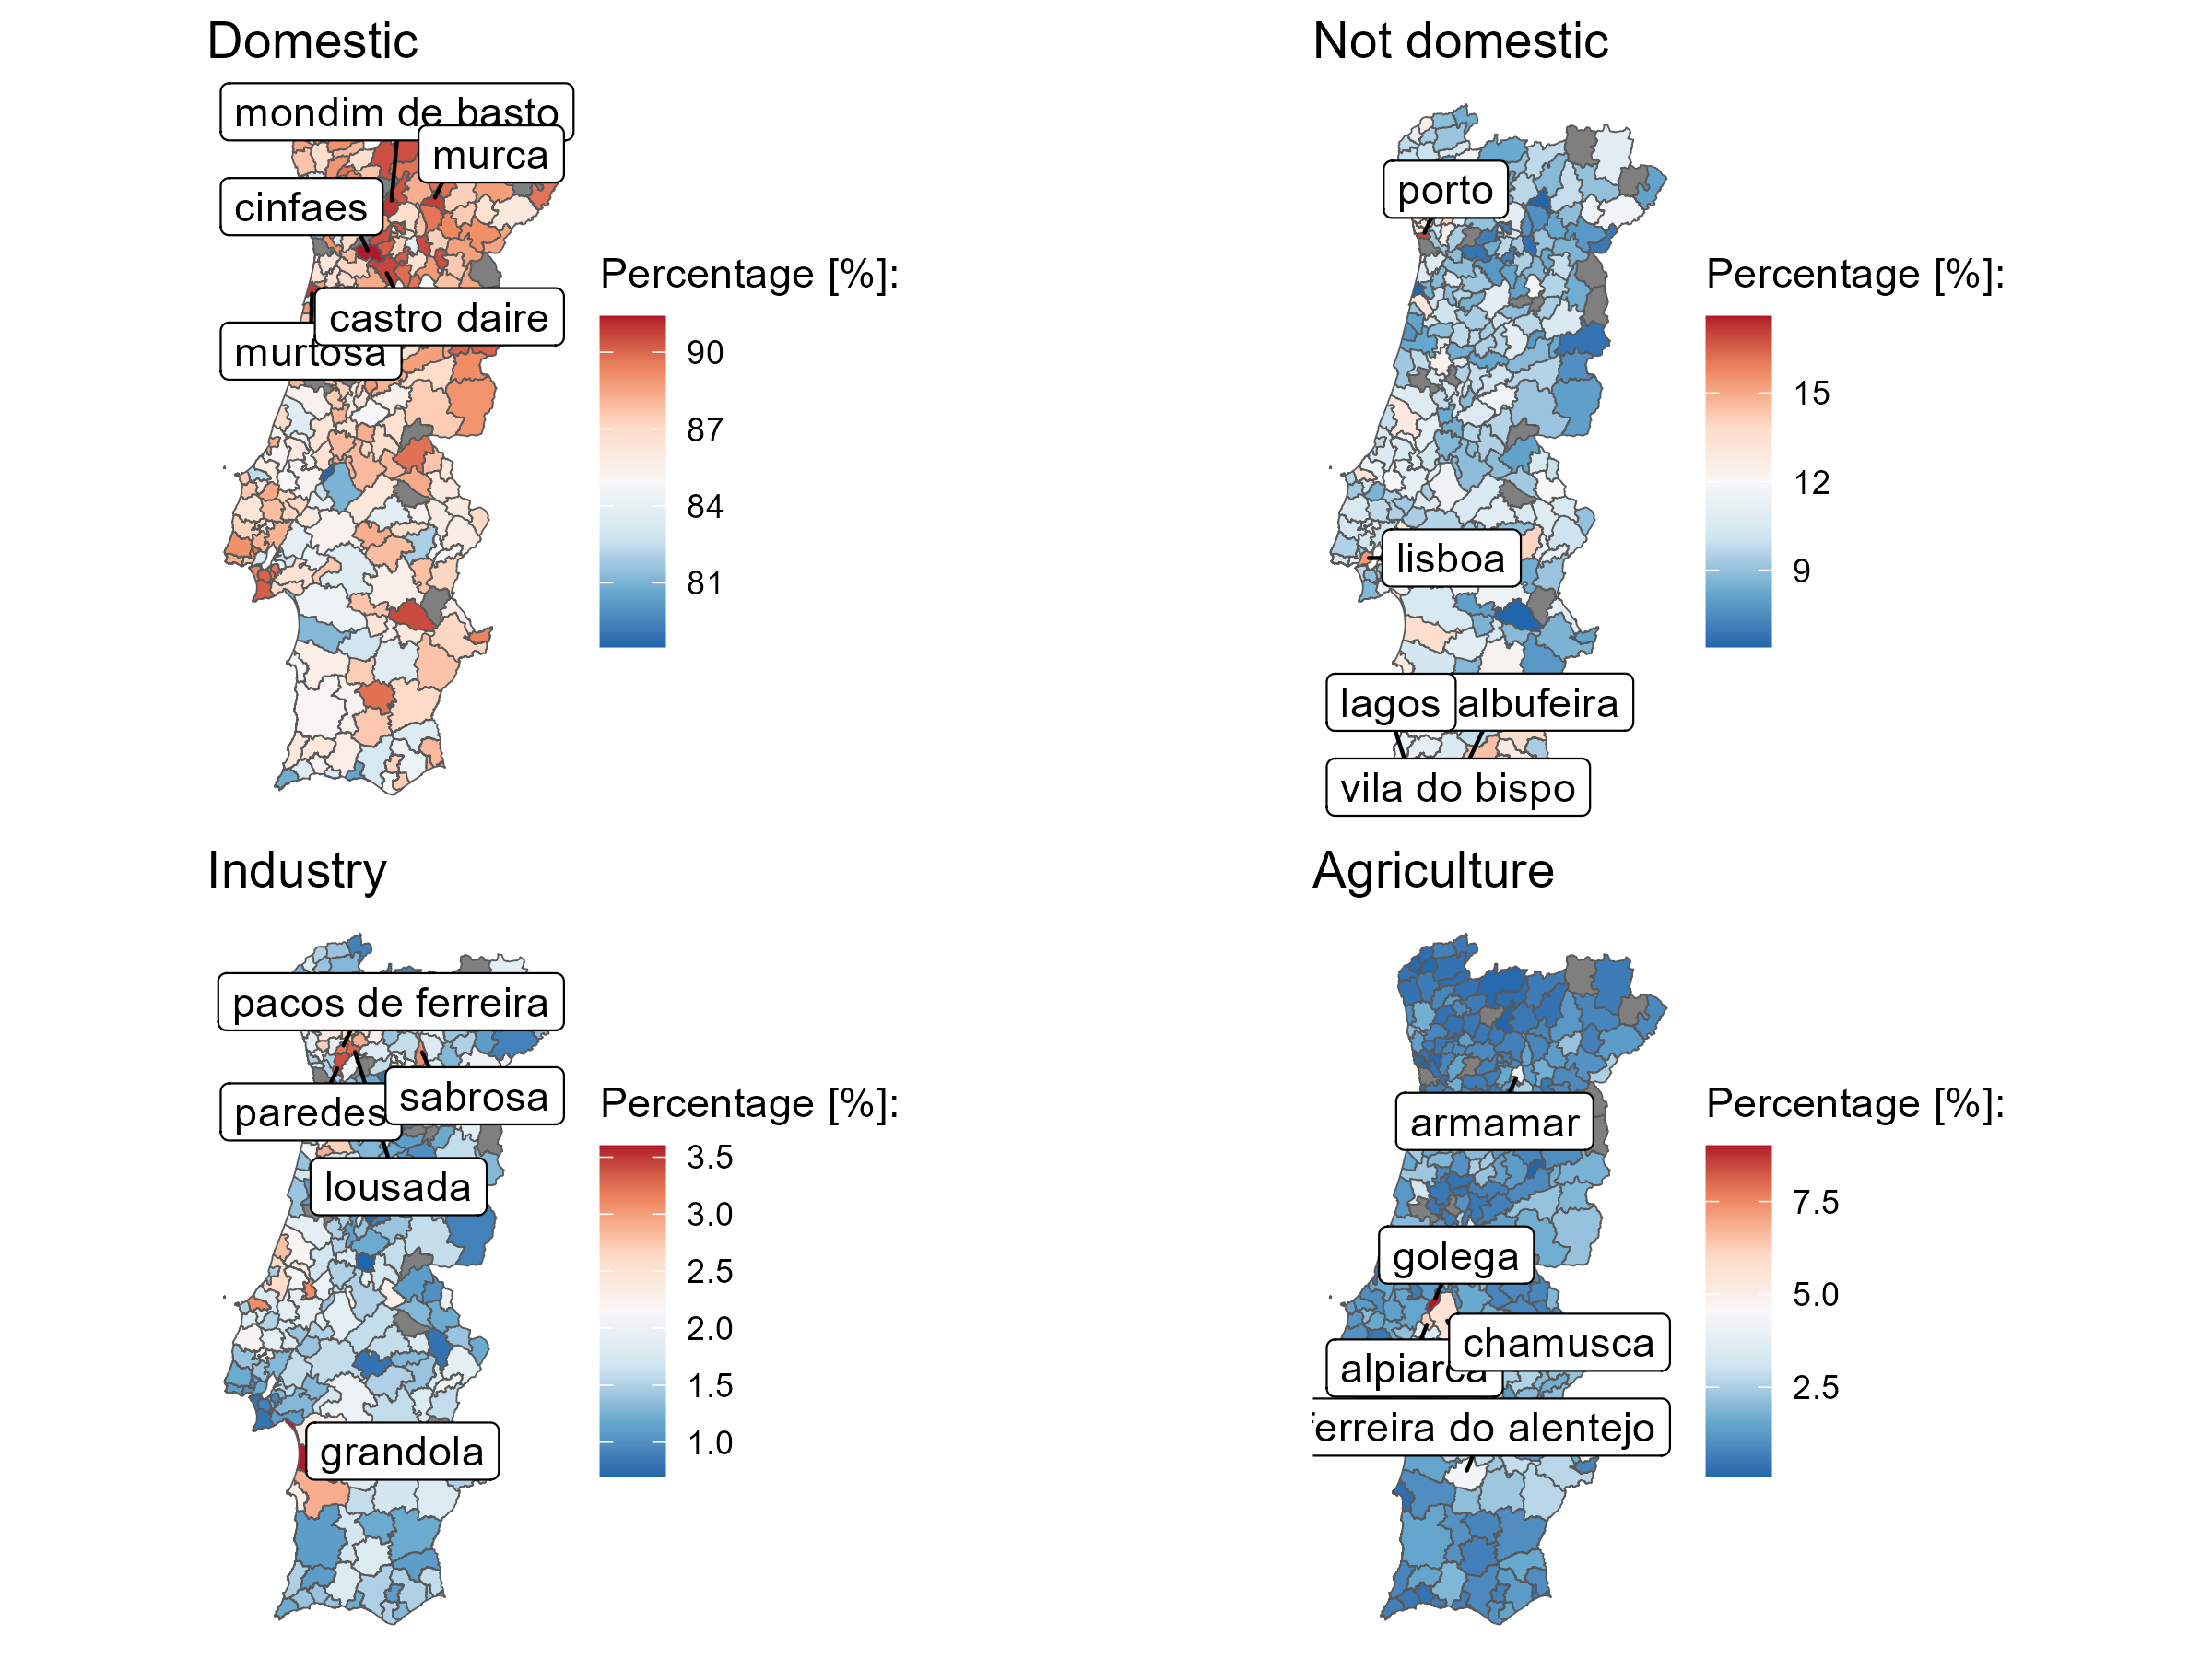 Domestic
mondim de basto
murca
cinfaes
castro daire
murtosa
Percentage [%]:
90
87
84
81
Not domestic
porto
lisboa
lagos
albufeira
vila do bispo
Percentage [%]:
15
12
9
Industry
pacos de ferreira
sabrosa
paredes
lousada
grandola
Percentage [%]:
3.5
3.0
2.5
2.0
1.5
1.0
Agriculture
armamar
golega
chamusca
alpiarca
ferreira do alentejo
Percentage [%]:
7.5
5.0
2.5